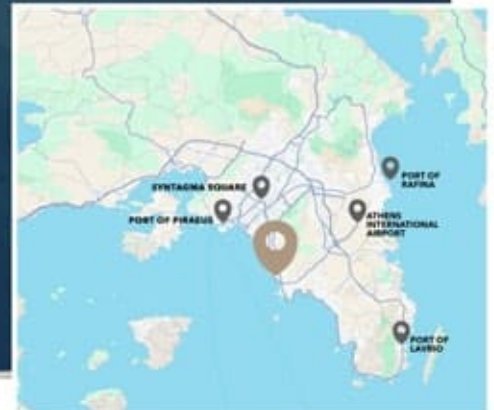 SYNTAGMA SQUARE
PORT OF PIRAEUS
PORT OF
RAFINA
ATHENS
INTERNATIONAL
AIRPORT
PORT OF
LAVRIO